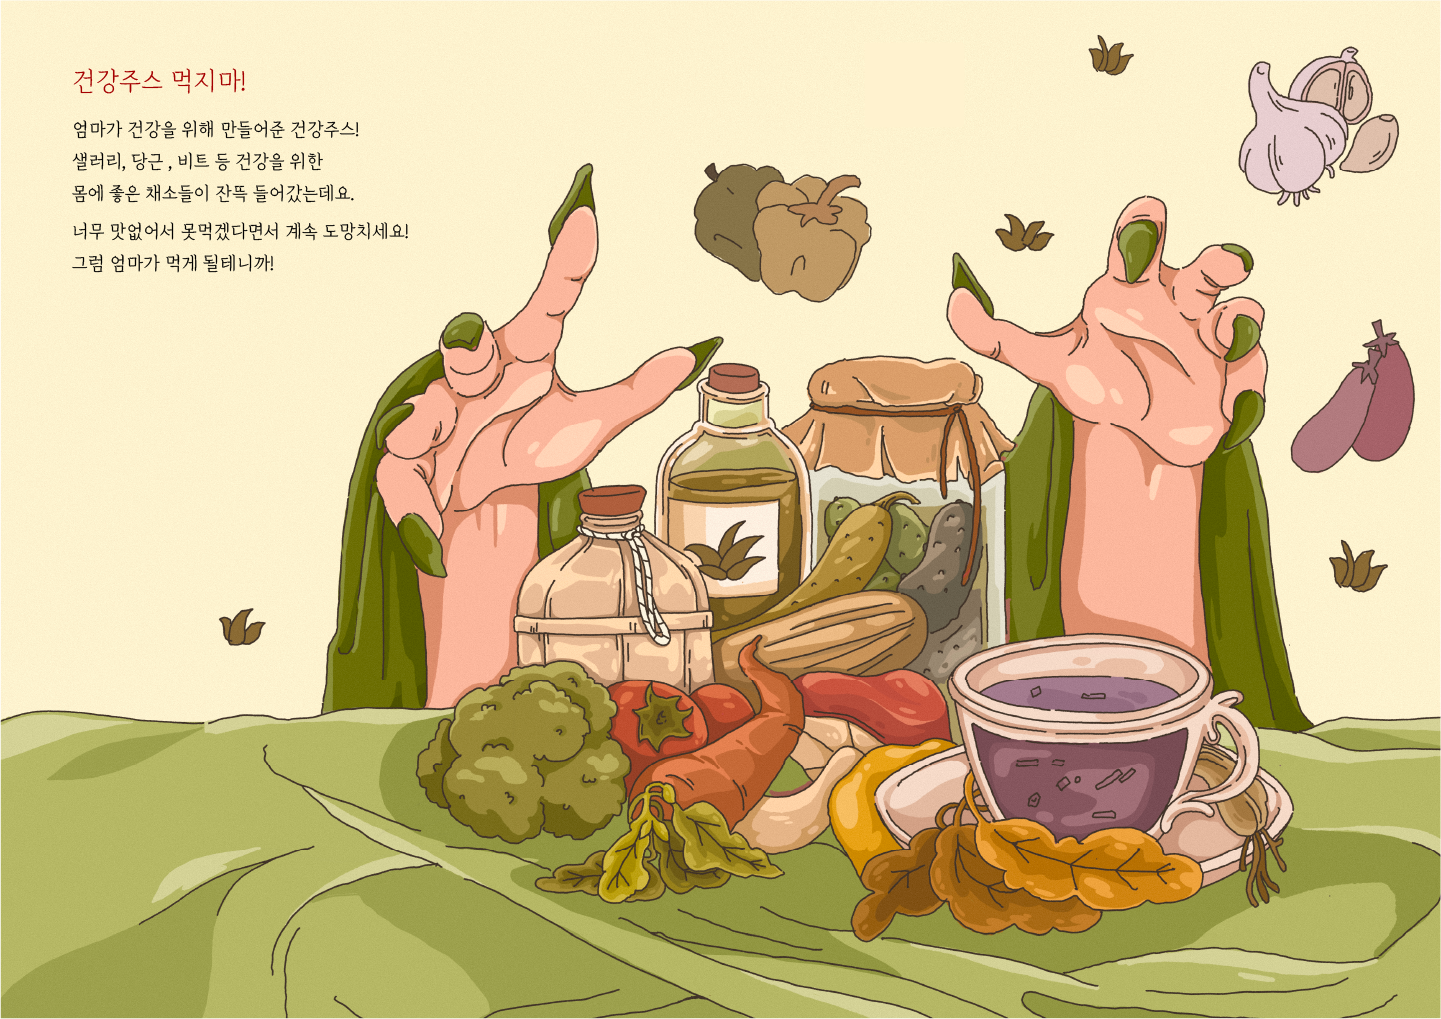 건강주스 먹지마!
엄마가 건강을 위해 만들어준 건강주스!
샐러리, 당근 , 비트 등 건강을 위한
몸에 좋은 채소들이 잔뜩 들어갔는데요.
너무 맛없어서 못먹겠다면서 계속 도망치세요!
그럼 엄마가 먹게 될테니까!